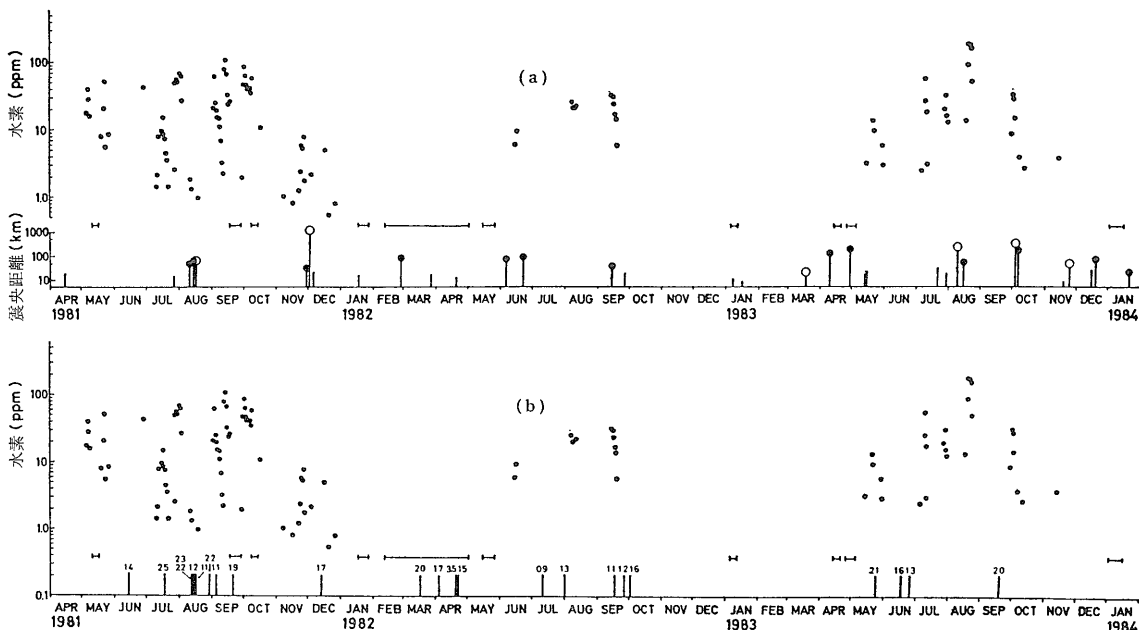 (a)
水素 (ppm)
100
10
1.0
震央距離 (km)
1000
100
10
APR MAY JUN JUL AUG SEP OCT NOV DEC JAN FEB MAR APR MAY JUN JUL AUG SEP OCT NOV DEC JAN FEB MAR APR MAY JUN JUL AUG SEP OCT NOV DEC JAN
1981 1982 1983 1984
(b)
水素 (ppm)
100
10
1.0
0.1
14 25 23 22 12 11 22 11 19 17 20 17 35 15 09 13 11 12 16 21 16 13 20
APR MAY JUN JUL AUG SEP OCT NOV DEC JAN FEB MAR APR MAY JUN JUL AUG SEP OCT NOV DEC JAN FEB MAR APR MAY JUN JUL AUG SEP OCT NOV DEC JAN
1981 1982 1983 1984